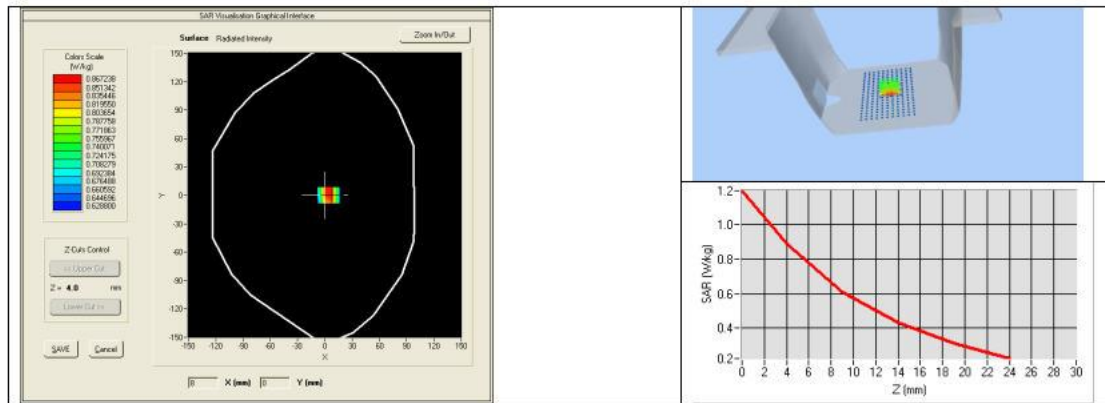 SAR Visualisation Graphical Interface
Surface Radiated Intensity
Zoom In/Out
Colors Scale
(W/kg)
0.867238
0.851342
0.835446
0.819550
0.803654
0.787758
0.771863
0.755967
0.740071
0.724175
0.708279
0.692384
0.676488
0.660592
0.644696
0.628800
Z-Cuts Control
<< Upper Cut
Z = 4.0 mm
Lower Cut >>
SAVE Cancel
150
120
90
60
30
0
-30
-60
-90
-120
-150
Y
-150 -120 -90 -60 -30 0 30 60 90 120 150
X
0 X (mm) 0 Y (mm)
1.2
1.0
0.8
0.6
0.4
0.2
SAR (W/kg)
0 2 4 6 8 10 12 14 16 18 20 22 24 26 28 30
Z (mm)